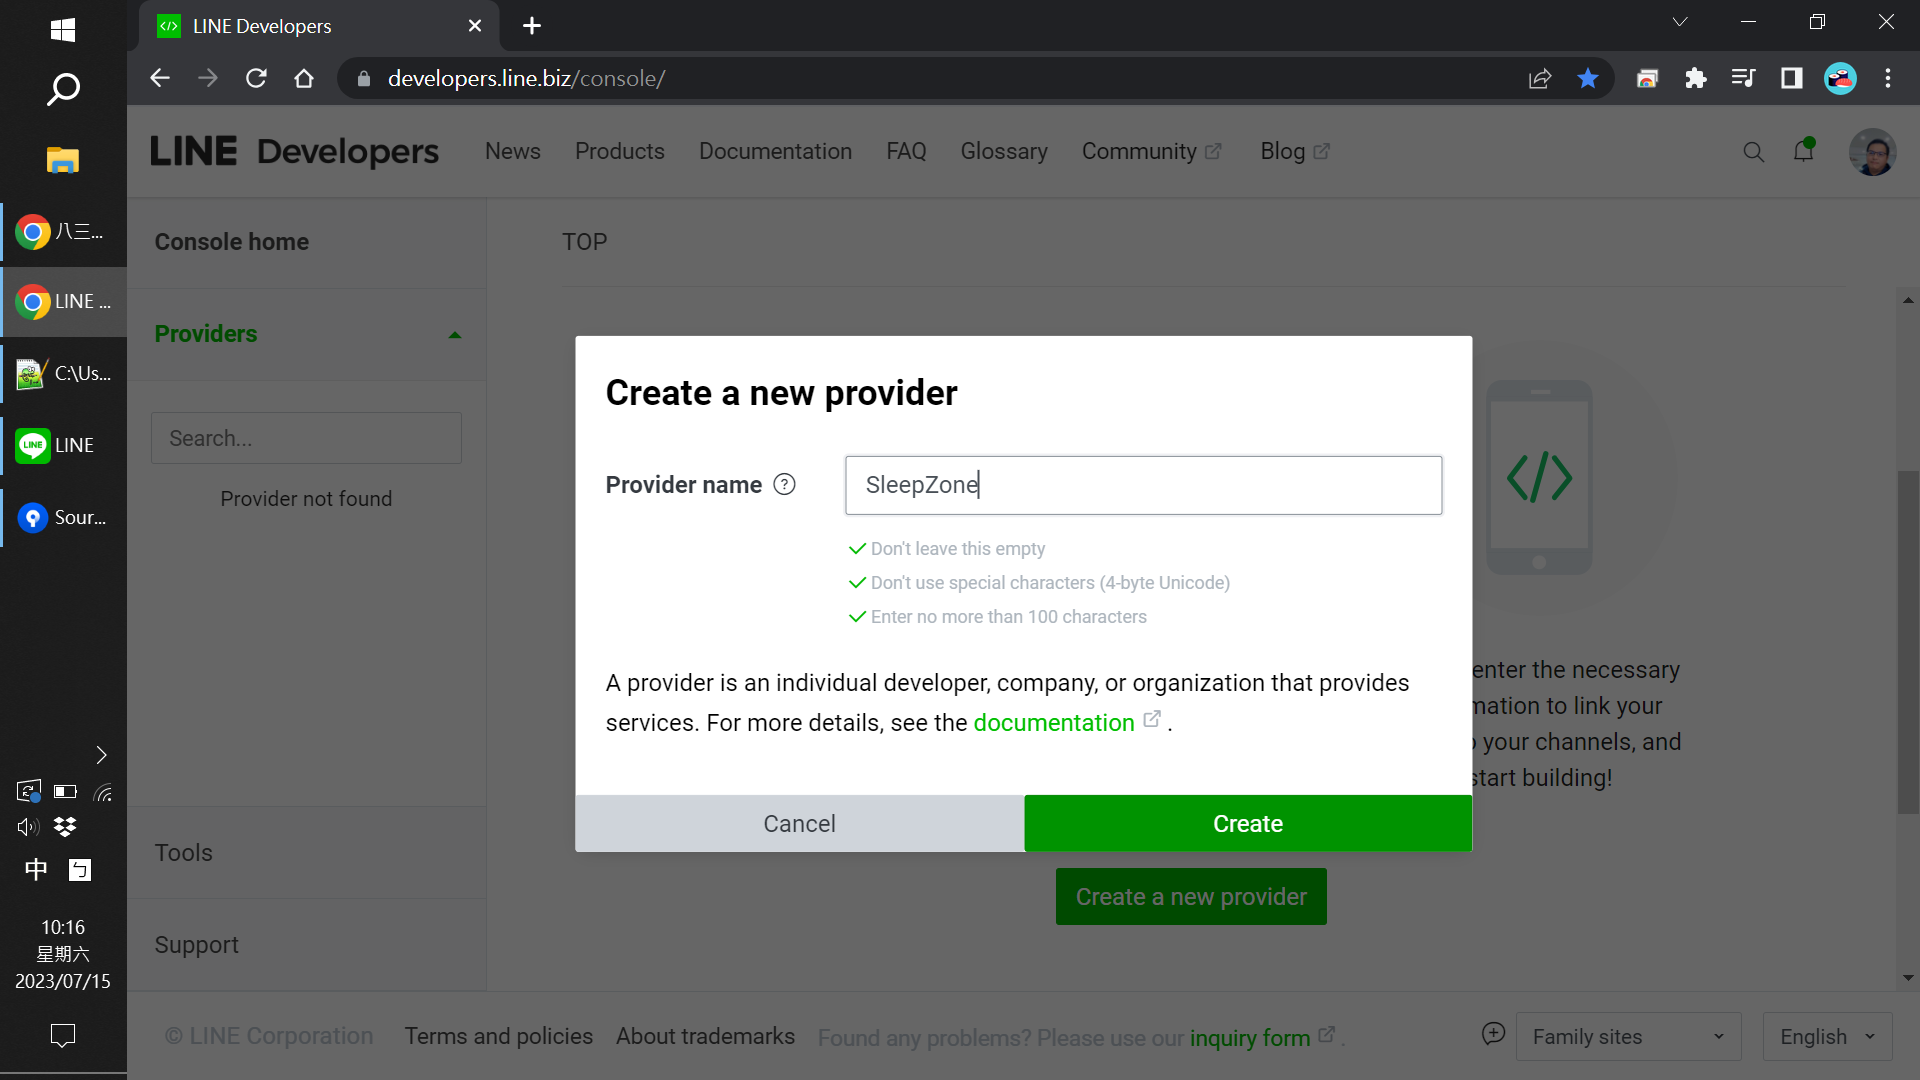 LINE Developers
developers.line.biz/console/
八三...
LINE ...
C:\Us...
LINE
Sour...
中
ㄅ
10:16
星期六
2023/07/15
LINE Developers
News
Products
Documentation
FAQ
Glossary
Community
Blog
Console home
Providers
Search...
Provider not found
Tools
Support
TOP
Create a new provider
Provider name ?
SleepZone
Don't leave this empty
Don't use special characters (4-byte Unicode)
Enter no more than 100 characters
A provider is an individual developer, company, or organization that provides
services. For more details, see the documentation .
Cancel
Create
enter the necessary
mation to link your
your channels, and
start building!
Create a new provider
© LINE Corporation
Terms and policies
About trademarks
Found any problems? Please use our inquiry form .
Family sites
English